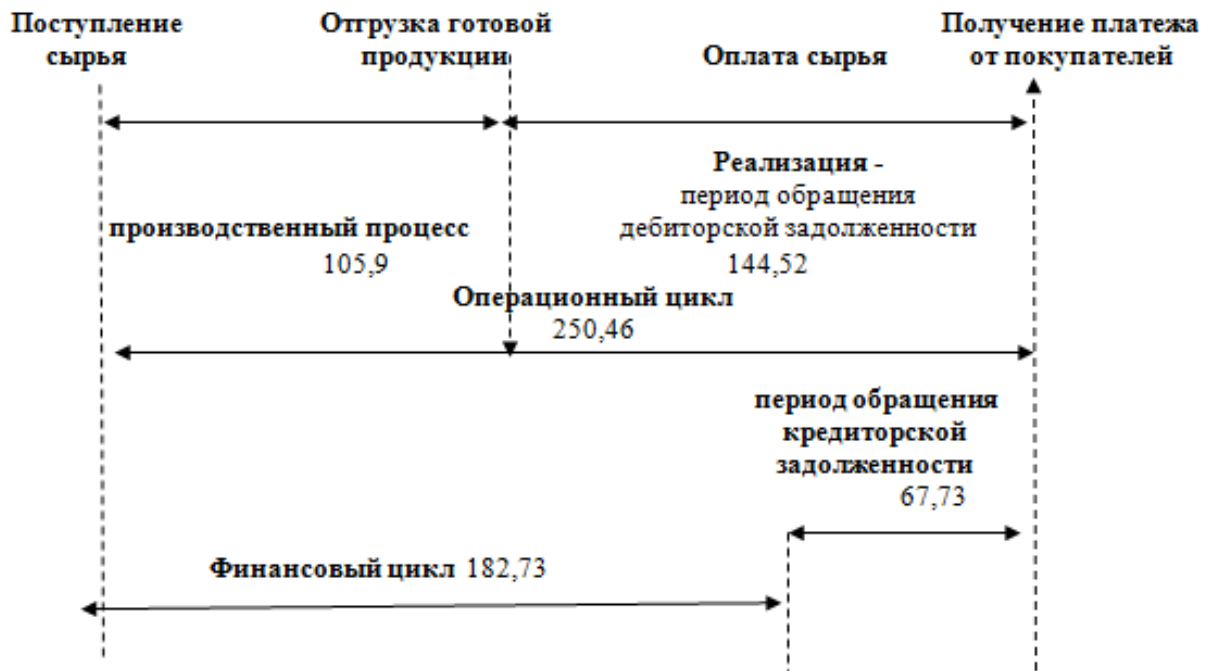 Поступление
сырья
Отгрузка готовой
продукции
Оплата сырья
Получение платежа
от покупателей
Реализация -
период обращения
дебиторской задолженности
144,52
производственный процесс
105,9
Операционный цикл
250,46
период обращения
кредиторской
задолженности
67,73
Финансовый цикл 182,73